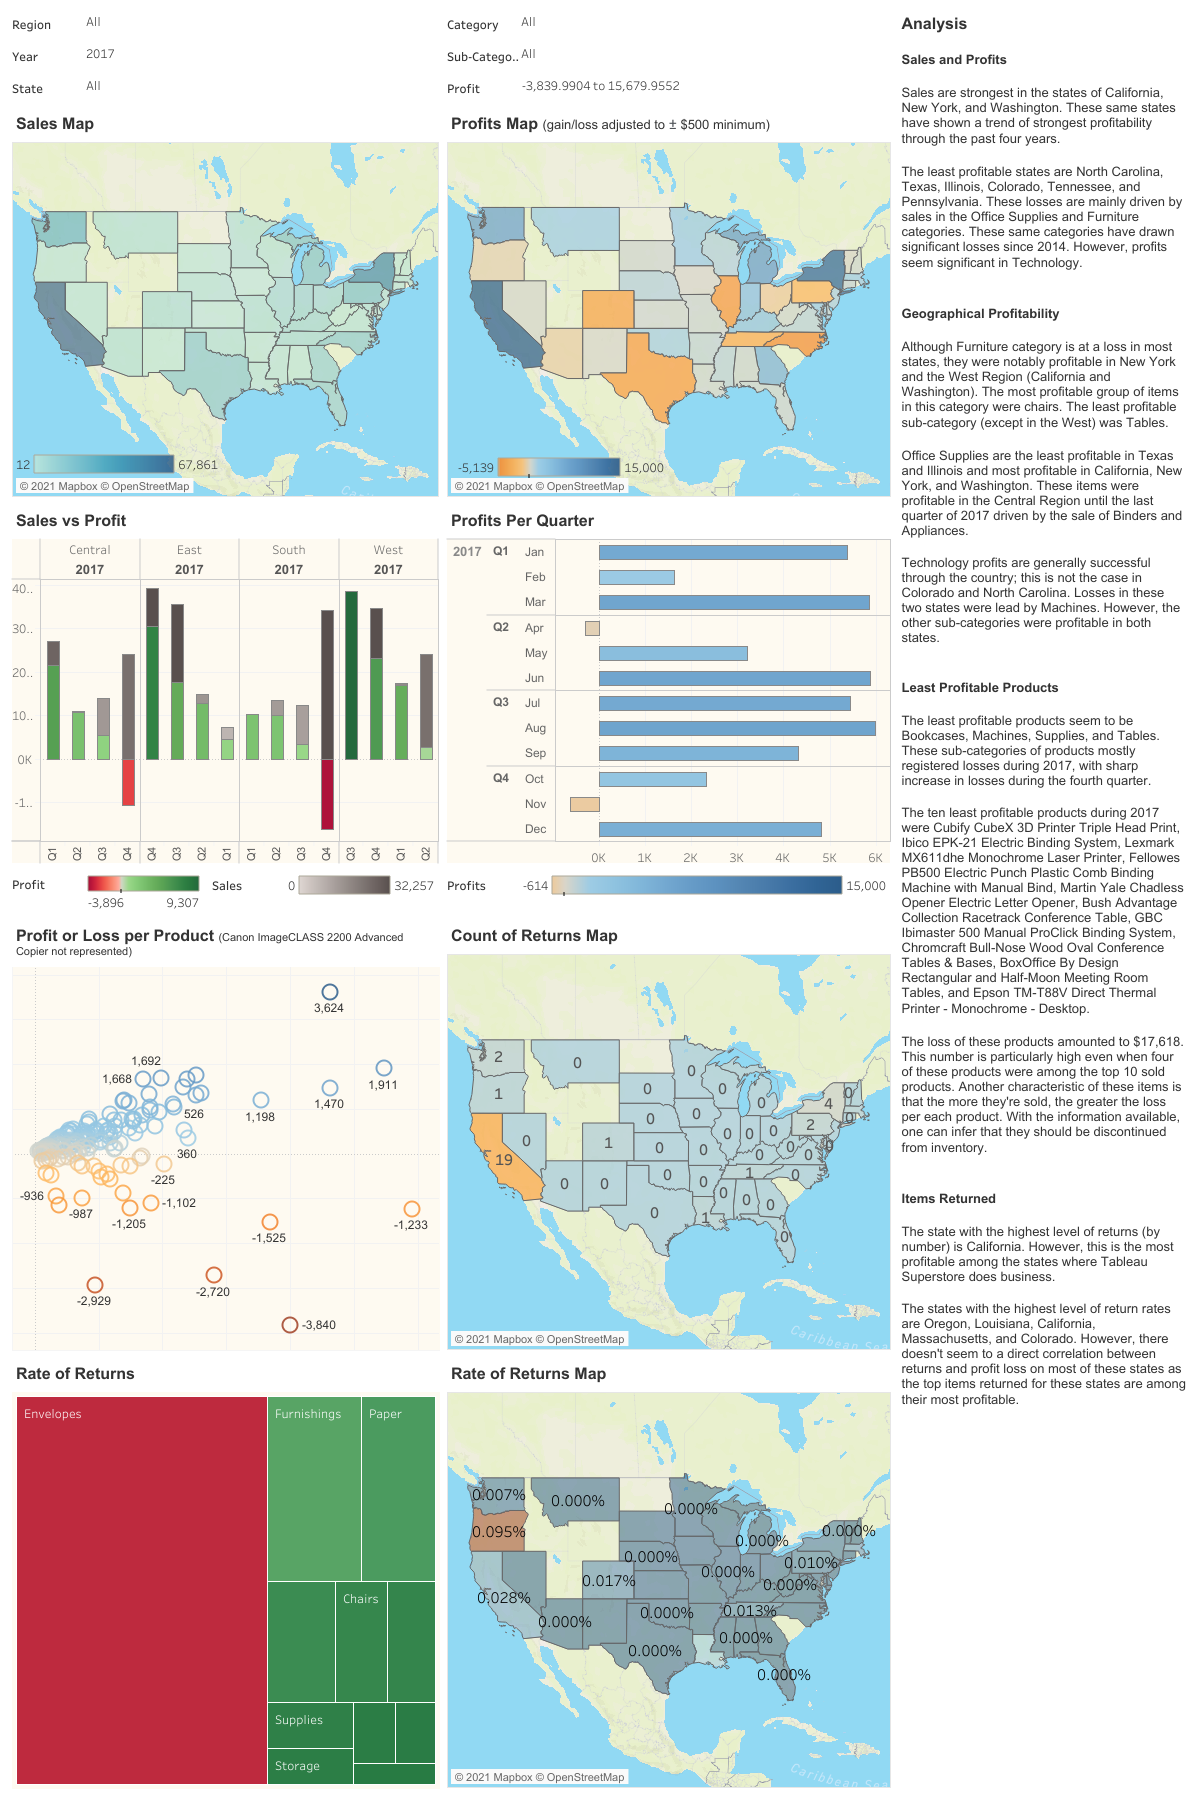 Region All
Category All
Year 2017
Sub-Catego.. All
State All
Profit -3,839.9904 to 15,679.9552
Sales Map
12 67,861
© 2021 Mapbox © OpenStreetMap
Profits Map (gain/loss adjusted to ± $500 minimum)
-5,139 15,000
© 2021 Mapbox © OpenStreetMap
Sales vs Profit
Central East South West
2017 2017 2017 2017
40..
30..
20..
10..
0K
-1..
Q1 Q2 Q3 Q4 Q4 Q3 Q2 Q1 Q1 Q2 Q3 Q4 Q3 Q4 Q1 Q2
Profit -3,896 9,307
Sales 0 32,257
Profits Per Quarter
2017 Q1 Jan
Feb
Mar
Q2 Apr
May
Jun
Q3 Jul
Aug
Sep
Q4 Oct
Nov
Dec
0K 1K 2K 3K 4K 5K 6K
Profits -614 15,000
Profit or Loss per Product (Canon ImageCLASS 2200 Advanced
Copier not represented)
3,624
1,692
1,668
1,911
526
1,198
1,470
360
-225
-936
-987
-1,102
-1,205
-1,525
-1,233
-2,929
-2,720
-3,840
Count of Returns Map
2 0 0 0 0
1 0 0 0 4 0
0 1 0 0 0 0 0 2 0
19 0 0 0 0 0
0 0 0 0 1 0
0 1 0 0 0 0
Caribbean Sea
© 2021 Mapbox © OpenStreetMap
Rate of Returns
Envelopes
Furnishings
Paper
Chairs
Supplies
Storage
Rate of Returns Map
0.007% 0.000% 0.000%
0.095% 0.000% 0.000%
0.000% 0.010%
0.028% 0.017% 0.000% 0.000%
0.000% 0.000% 0.013%
0.000% 0.000%
0.000%
Caribbean Sea
© 2021 Mapbox © OpenStreetMap
Analysis
Sales and Profits
Sales are strongest in the states of California,
New York, and Washington. These same states
have shown a trend of strongest profitability
through the past four years.
The least profitable states are North Carolina,
Texas, Illinois, Colorado, Tennessee, and
Pennsylvania. These losses are mainly driven by
sales in the Office Supplies and Furniture
categories. These same categories have drawn
significant losses since 2014. However, profits
seem significant in Technology.
Geographical Profitability
Although Furniture category is at a loss in most
states, they were notably profitable in New York
and the West Region (California and
Washington). The most profitable group of items
in this category were chairs. The least profitable
sub-category (except in the West) was Tables.
Office Supplies are the least profitable in Texas
and Illinois and most profitable in California, New
York, and Washington. These items were
profitable in the Central Region until the last
quarter of 2017 driven by the sale of Binders and
Appliances.
Technology profits are generally successful
through the country; this is not the case in
Colorado and North Carolina. Losses in these
two states were lead by Machines. However, the
other sub-categories were profitable in both
states.
Least Profitable Products
The least profitable products seem to be
Bookcases, Machines, Supplies, and Tables.
These sub-categories of products mostly
registered losses during 2017, with sharp
increase in losses during the fourth quarter.
The ten least profitable products during 2017
were Cubify CubeX 3D Printer Triple Head Print,
Ibico EPK-21 Electric Binding System, Lexmark
MX611dhe Monochrome Laser Printer, Fellowes
PB500 Electric Punch Plastic Comb Binding
Machine with Manual Bind, Martin Yale Chadless
Opener Electric Letter Opener, Bush Advantage
Collection Racetrack Conference Table, GBC
Ibimaster 500 Manual ProClick Binding System,
Chromcraft Bull-Nose Wood Oval Conference
Tables & Bases, BoxOffice By Design
Rectangular and Half-Moon Meeting Room
Tables, and Epson TM-T88V Direct Thermal
Printer - Monochrome - Desktop.
The loss of these products amounted to $17,618.
This number is particularly high even when four
of these products were among the top 10 sold
products. Another characteristic of these items is
that the more they're sold, the greater the loss
per each product. With the information available,
one can infer that they should be discontinued
from inventory.
Items Returned
The state with the highest level of returns (by
number) is California. However, this is the most
profitable among the states where Tableau
Superstore does business.
The states with the highest level of return rates
are Oregon, Louisiana, California,
Massachusetts, and Colorado. However, there
doesn't seem to a direct correlation between
returns and profit loss on most of these states as
the top items returned for these states are among
their most profitable.